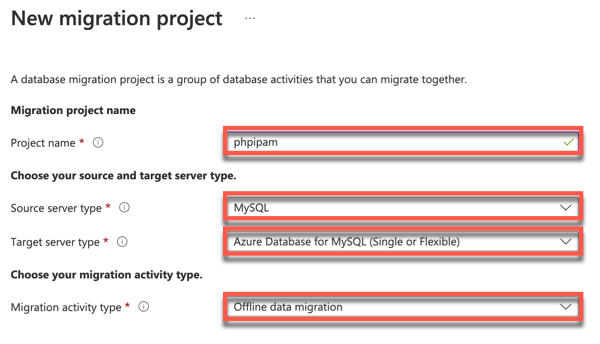 New migration project ...
A database migration project is a group of database activities that you can migrate together.
Migration project name
Project name * phpipam
Choose your source and target server type.
Source server type * MySQL
Target server type * Azure Database for MySQL (Single or Flexible)
Choose your migration activity type.
Migration activity type * Offline data migration